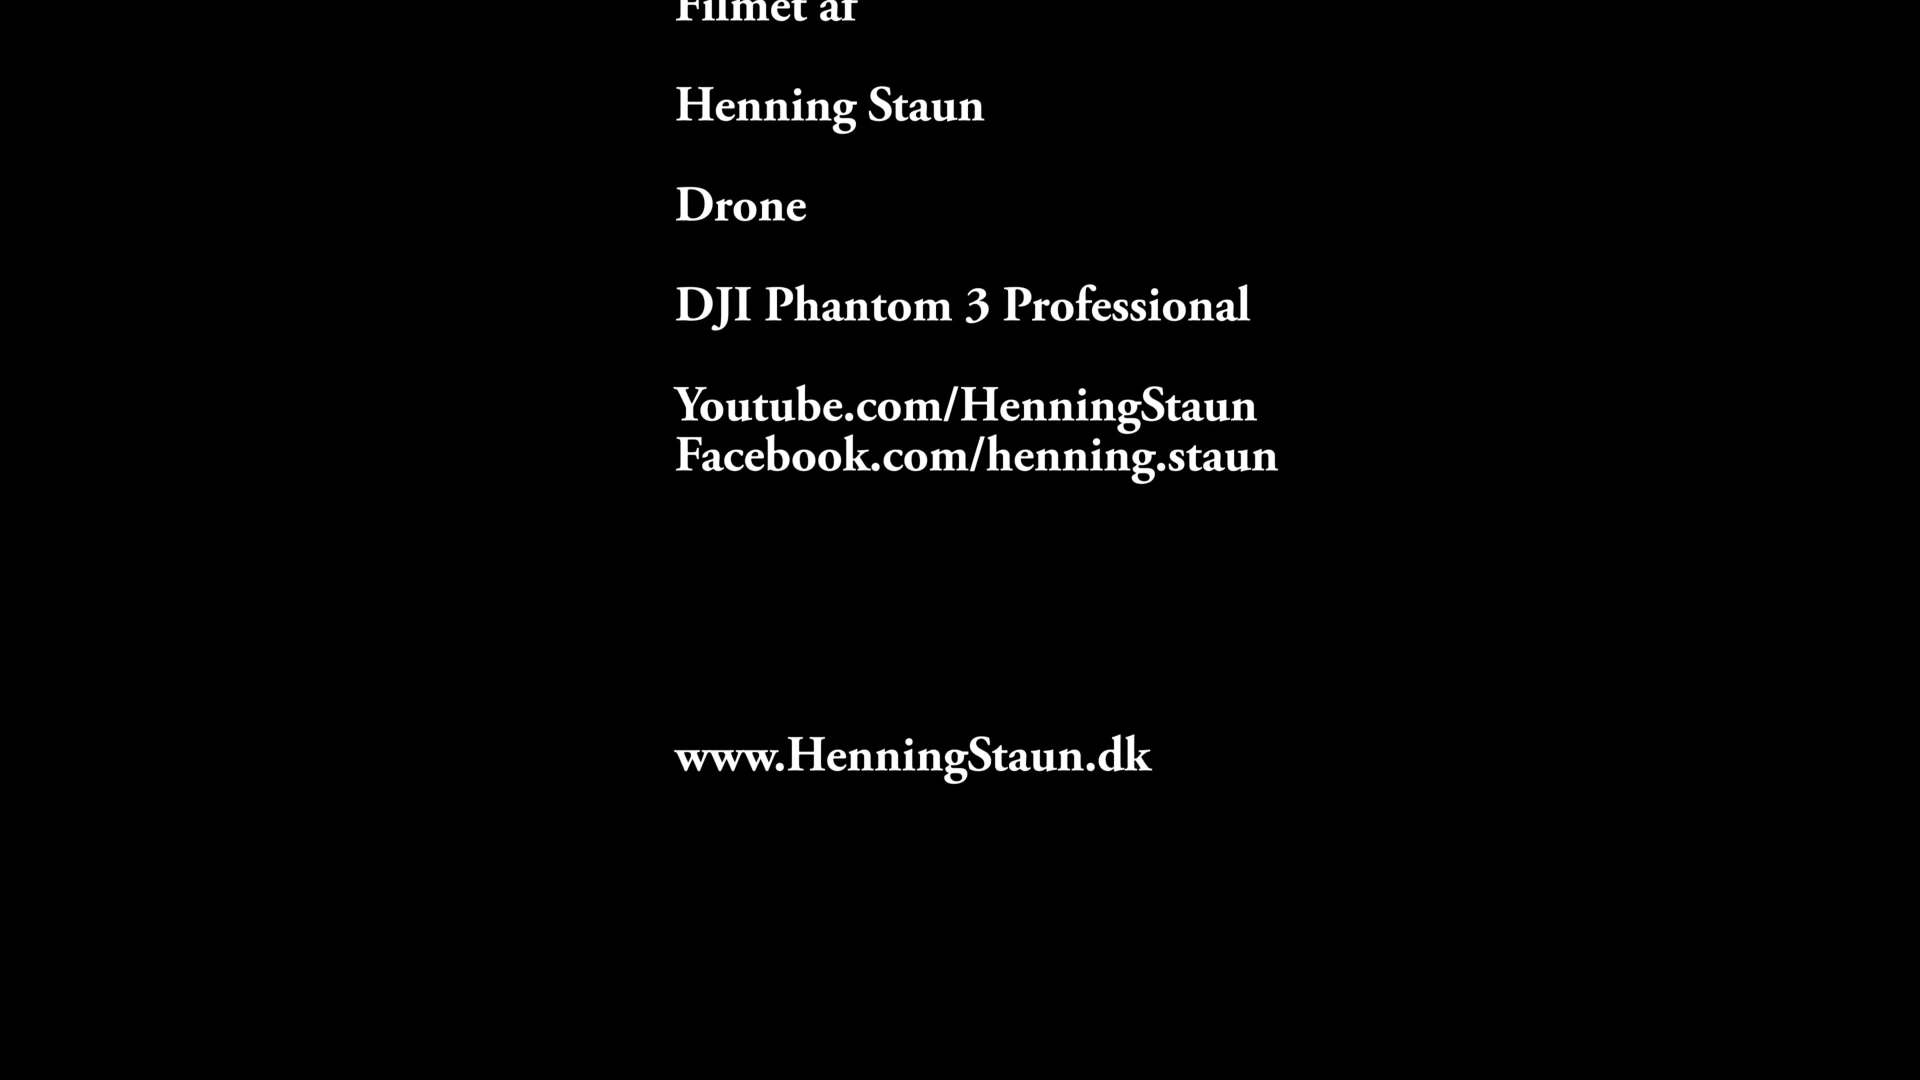 Filmet af
Henning Staun
Drone
DJI Phantom 3 Professional
Youtube.com/HenningStaun
Facebook.com/henning.staun
www.HenningStaun.dk